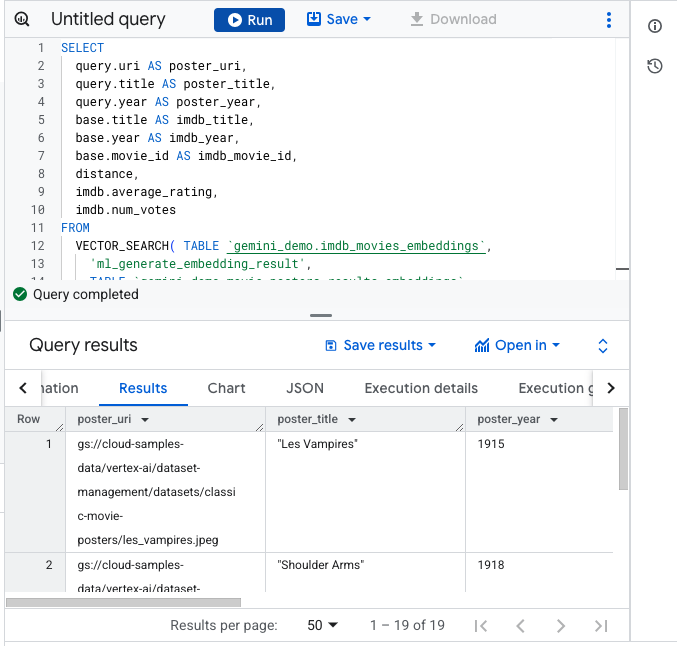 Untitled query Run Save Download
1 SELECT
2 query.uri AS poster_uri,
3 query.title AS poster_title,
4 query.year AS poster_year,
5 base.title AS imdb_title,
6 base.year AS imdb_year,
7 base.movie_id AS imdb_movie_id,
8 distance,
9 imdb.average_rating,
10 imdb.num_votes
11 FROM
12 VECTOR_SEARCH( TABLE `gemini_demo.imdb_movies_embeddings`,
13 'ml_generate_embedding_result',
14 TABLE `gemini_demo.movie_posters_results_embeddings`
Query completed
Query results Save results Open in
nation Results Chart JSON Execution details Execution g
Row poster_uri poster_title poster_year
1 gs://cloud-samples- "Les Vampires" 1915
data/vertex-ai/dataset-
management/datasets/classi
c-movie-
posters/les_vampires.jpeg
2 gs://cloud-samples- "Shoulder Arms" 1918
data/vertex-ai/dataset-
Results per page: 50 1 – 19 of 19